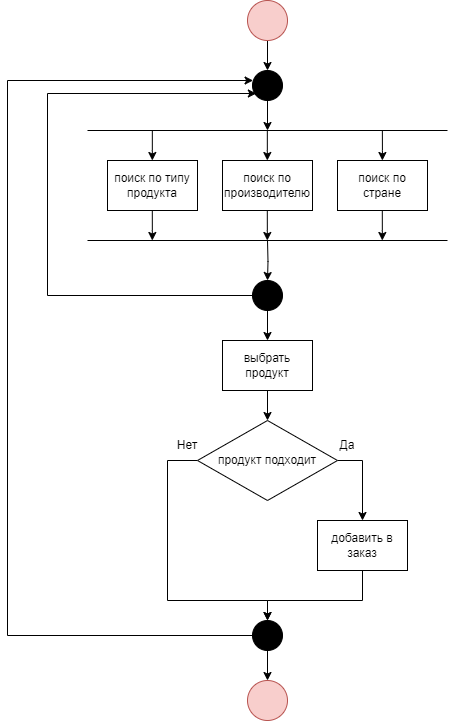 поиск по типу
продукта
поиск по
производителю
поиск по
стране
выбрать
продукт
Нет
Да
продукт подходит
добавить в
заказ